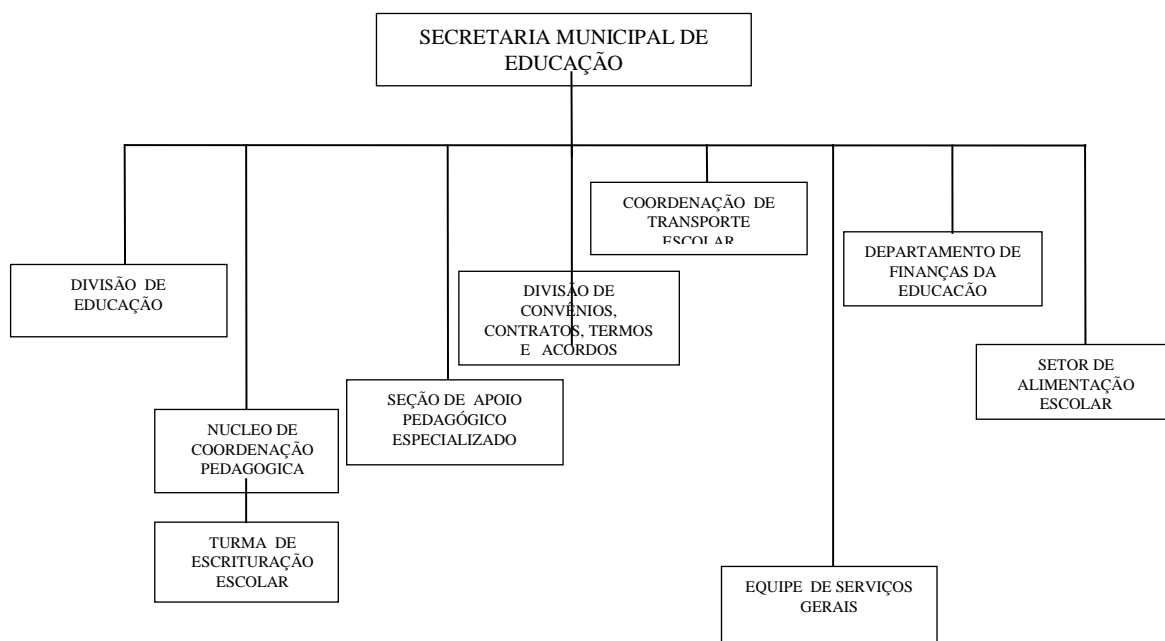 SECRETARIA MUNICIPAL DE
EDUCAÇÃO
COORDENAÇÃO DE
TRANSPORTE
ESCOLAR
DEPARTAMENTO DE
FINANÇAS DA
EDUCACÃO
DIVISÃO DE
EDUCAÇÃO
DIVISÃO DE
CONVÊNIOS,
CONTRATOS, TERMOS
E ACORDOS
SETOR DE
ALIMENTAÇÃO
ESCOLAR
SEÇÃO DE APOIO
PEDAGÓGICO
ESPECIALIZADO
NUCLEO DE
COORDENAÇÃO
PEDAGOGICA
TURMA DE
ESCRITURAÇÃO
ESCOLAR
EQUIPE DE SERVIÇOS
GERAIS